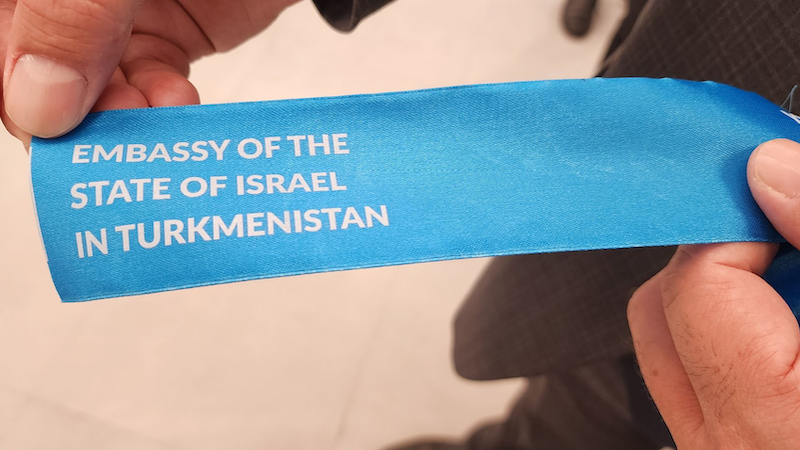 EMBASSY OF THE
STATE OF ISRAEL
IN TURKMENISTAN